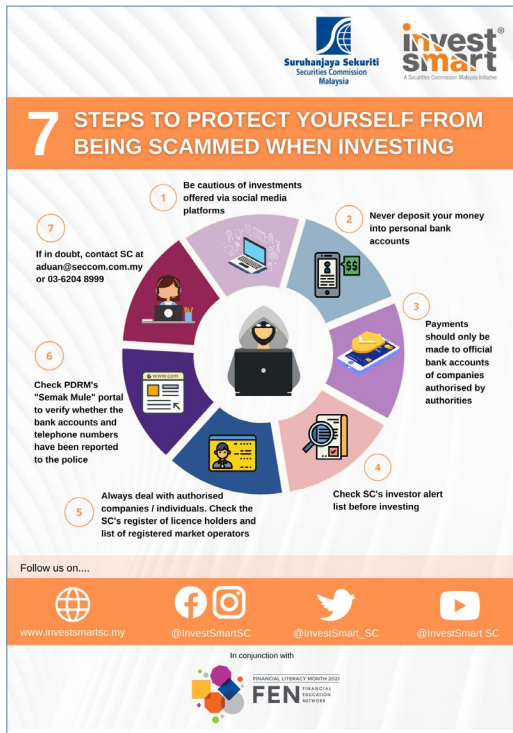 Suruhanjaya Sekuriti
Securities Commission
Malaysia
invest®
smart
A Securities Commission Malaysia Initiative
7 STEPS TO PROTECT YOURSELF FROM
BEING SCAMMED WHEN INVESTING
1
Be cautious of investments
offered via social media
platforms
2
Never deposit your money
into personal bank
accounts
$$
3
Payments
should only be
made to official
bank accounts
of companies
authorised by
authorities
4
Check SC's investor alert
list before investing
5
Always deal with authorised
companies / individuals. Check the
SC's register of licence holders and
list of registered market operators
6
Check PDRM's
"Semak Mule" portal
to verify whether the
bank accounts and
telephone numbers
have been reported
to the police
www.com
7
If in doubt, contact SC at
aduan@seccom.com.my
or 03-6204 8999
Follow us on....
www.investsmartsc.my
@InvestSmartSC
@InvestSmart_SC
@InvestSmart SC
In conjunction with
FINANCIAL LITERACY MONTH 2021
FEN
FINANCIAL
EDUCATION
NETWORK